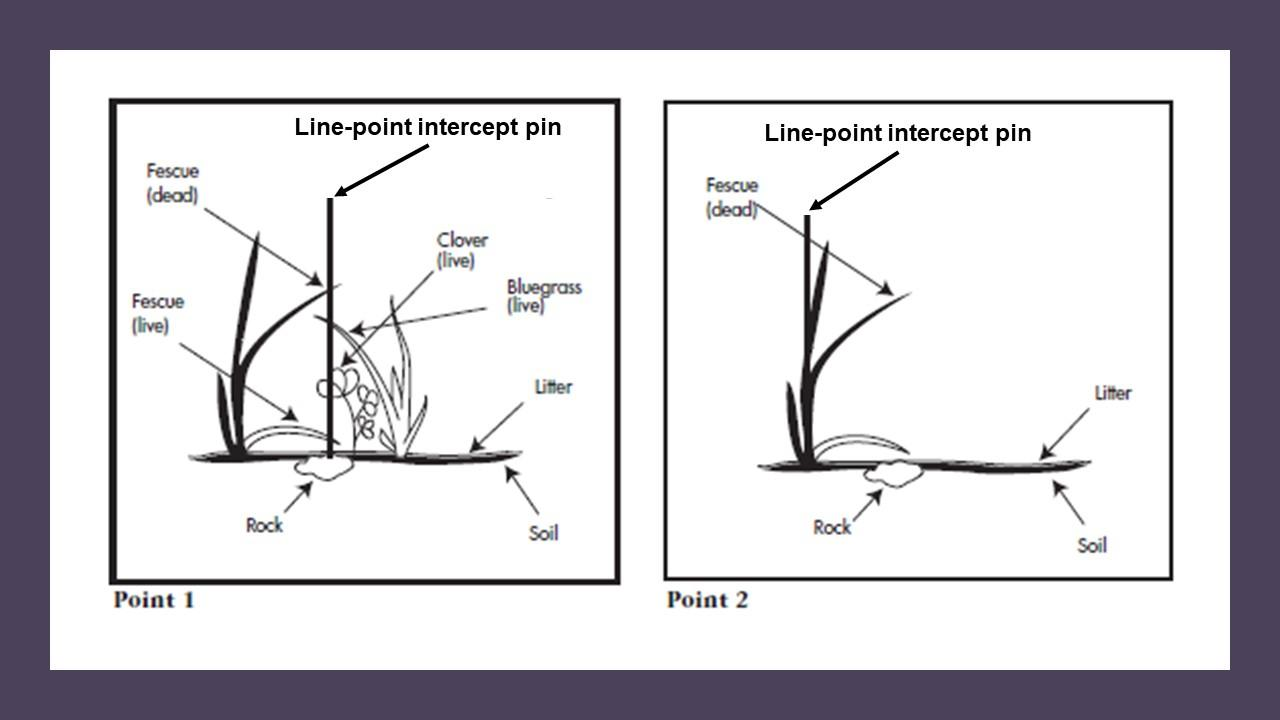 Line-point intercept pin
Fescue
(dead)
Clover
(live)
Bluegrass
(live)
Fescue
(live)
Litter
Rock
Soil
Point 1
Line-point intercept pin
Fescue
(dead)
Litter
Rock
Soil
Point 2